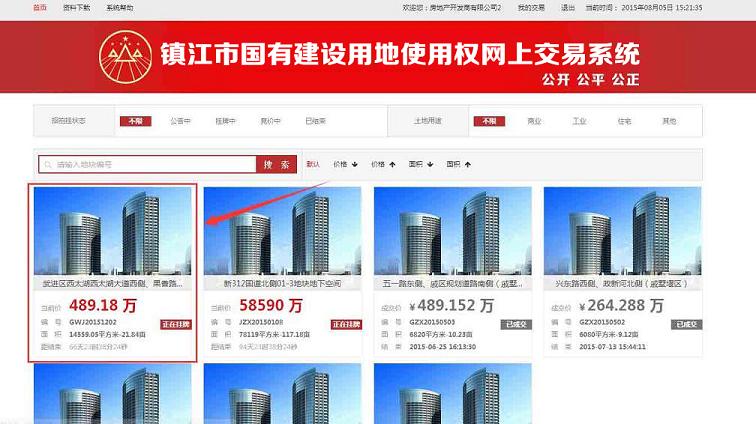 首页 资料下载 系统帮助 欢迎您：房地产开发商有限公司2 我的交易 退出 当前时间： 2015年08月05日 15:21:35
镇江市国有建设用地使用权网上交易系统
公开 公平 公正
招拍挂状态 不限 公告中 挂牌中 竞价中 已结束 土地用途 不限 商业 工业 住宅 其他
请输入地块编号 搜 索 默认 价格 价格 面积 面积
武进区西太湖西太湖大道西侧、果香路... 新312国道北侧01-3地块地下空间 五一路东侧、戚区规划道路南侧（戚墅... 兴东路西侧、政新河北侧（戚墅堰区）
当前价 489.18 万 当前价 58590 万 成交价 ¥ 489.152 万 成交价 ¥ 264.288 万
编 号 GWJ20151202 正在挂牌 编 号 JZX20150108 正在挂牌 编 号 GZX20150503 已成交 编 号 GZX20150502 已成交
面 积 14559.05平方米-21.84亩 面 积 78119平方米-117.18亩 面 积 6820平方米-10.23亩 面 积 6080平方米-9.12亩
距结束 66天23时38分24秒 距结束 94天23时38分24秒 结 束 2015-06-25 16:13:30 结 束 2015-07-13 15:44:11